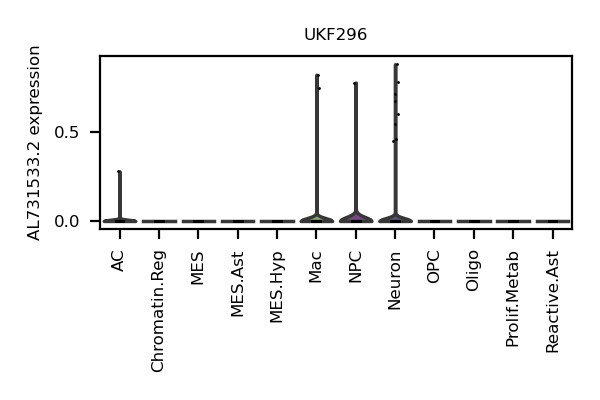 UKF296
AL731533.2 expression
0.5
0.0
AC
Chromatin.Reg
MES
MES.Ast
MES.Hyp
Mac
NPC
Neuron
OPC
Oligo
Prolif.Metab
Reactive.Ast